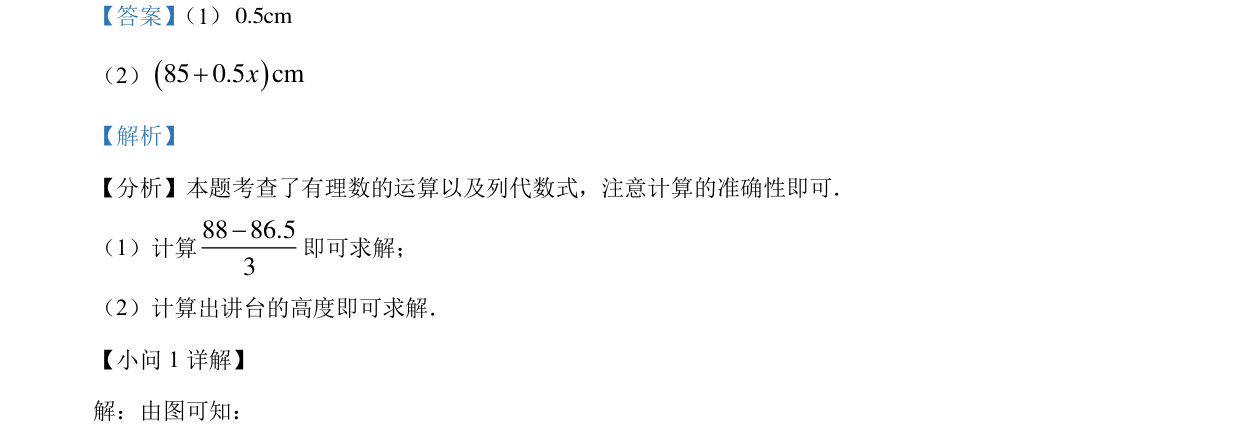 【答案】（1）0.5cm
（2）(85+0.5x)cm
【解析】
【分析】本题考查了有理数的运算以及列代数式，注意计算的准确性即可．
（1）计算\frac{88-86.5}{3}即可求解；
（2）计算出讲台的高度即可求解．
【小问 1 详解】
解：由图可知：